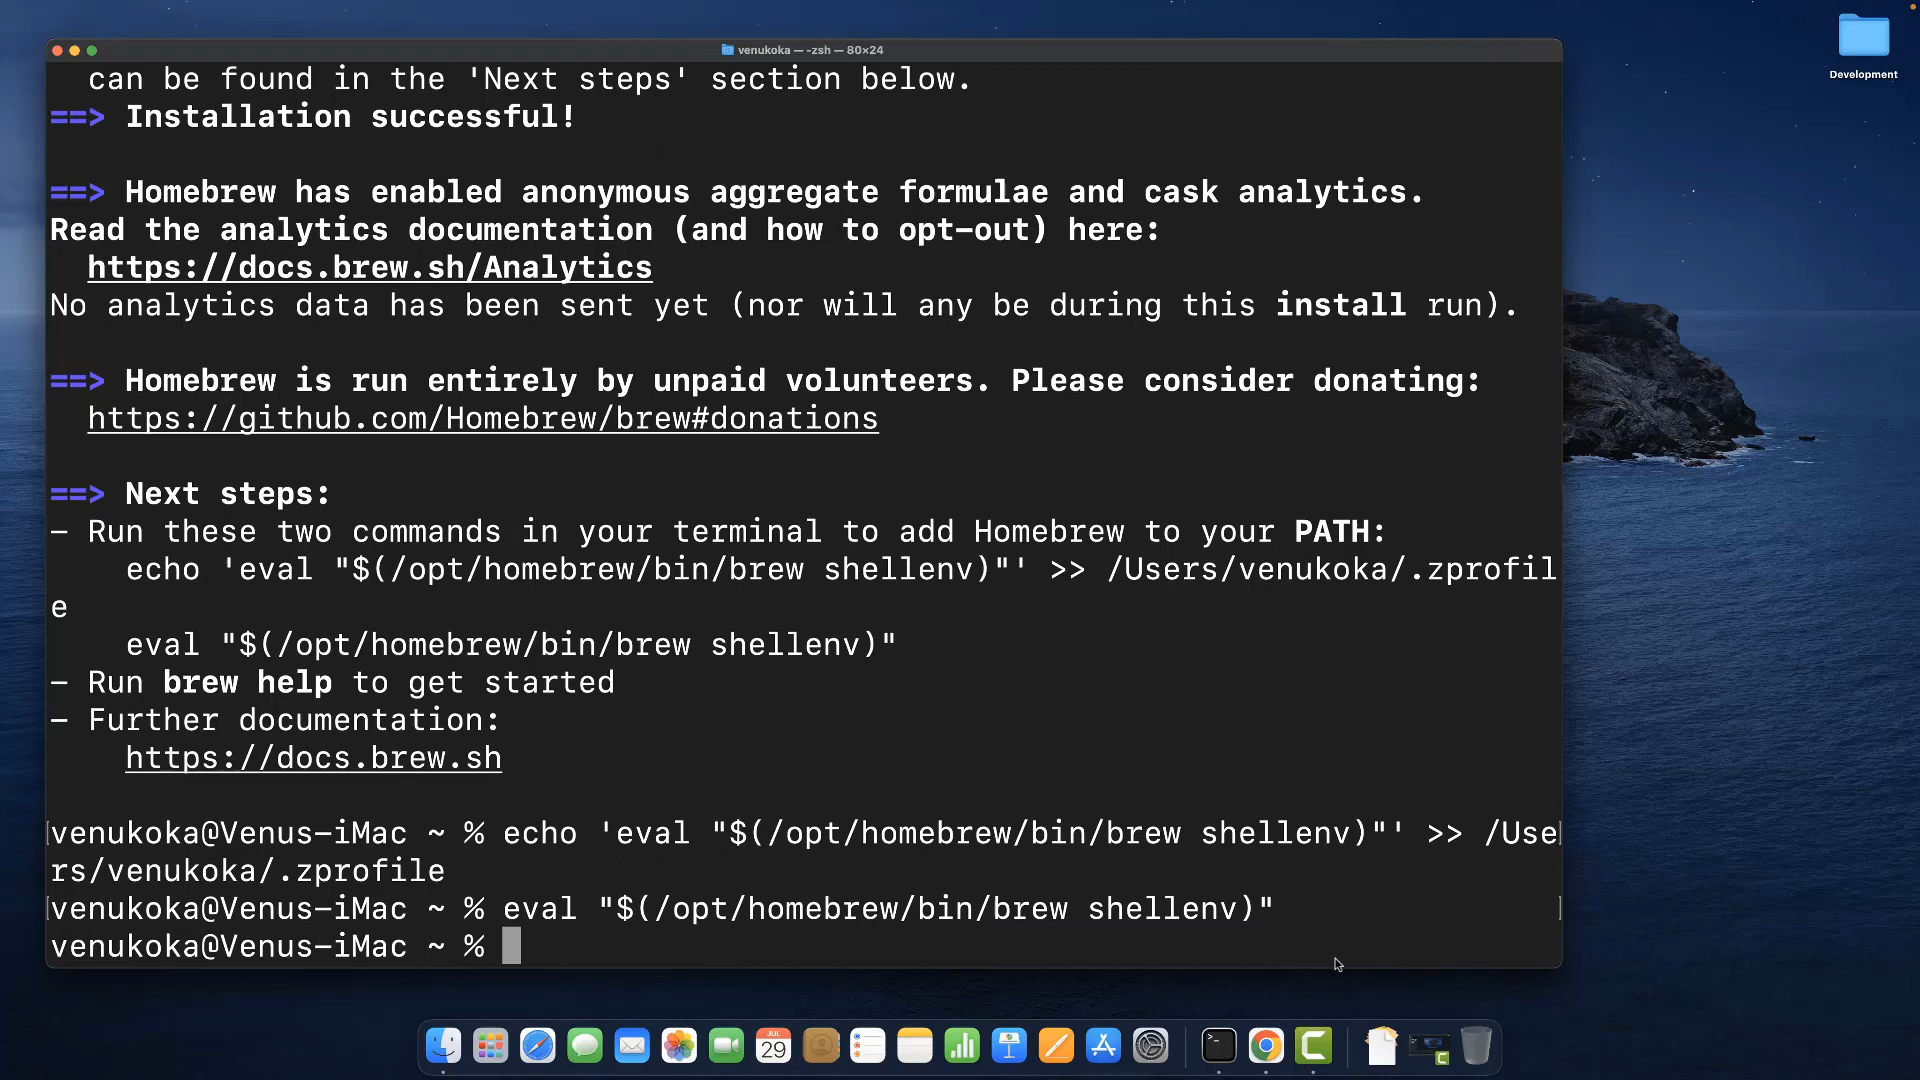 venukoka — -zsh — 80×24
Development
can be found in the 'Next steps' section below.
==> Installation successful!
==> Homebrew has enabled anonymous aggregate formulae and cask analytics.
Read the analytics documentation (and how to opt-out) here:
https://docs.brew.sh/Analytics
No analytics data has been sent yet (nor will any be during this install run).
==> Homebrew is run entirely by unpaid volunteers. Please consider donating:
https://github.com/Homebrew/brew#donations
==> Next steps:
- Run these two commands in your terminal to add Homebrew to your PATH:
echo 'eval "$(/opt/homebrew/bin/brew shellenv)"' >> /Users/venukoka/.zprofil
e
eval "$(/opt/homebrew/bin/brew shellenv)"
- Run brew help to get started
- Further documentation:
https://docs.brew.sh
venukoka@Venus-iMac ~ % echo 'eval "$(/opt/homebrew/bin/brew shellenv)"' >> /Use
rs/venukoka/.zprofile
venukoka@Venus-iMac ~ % eval "$(/opt/homebrew/bin/brew shellenv)"
venukoka@Venus-iMac ~ %
JUL
29